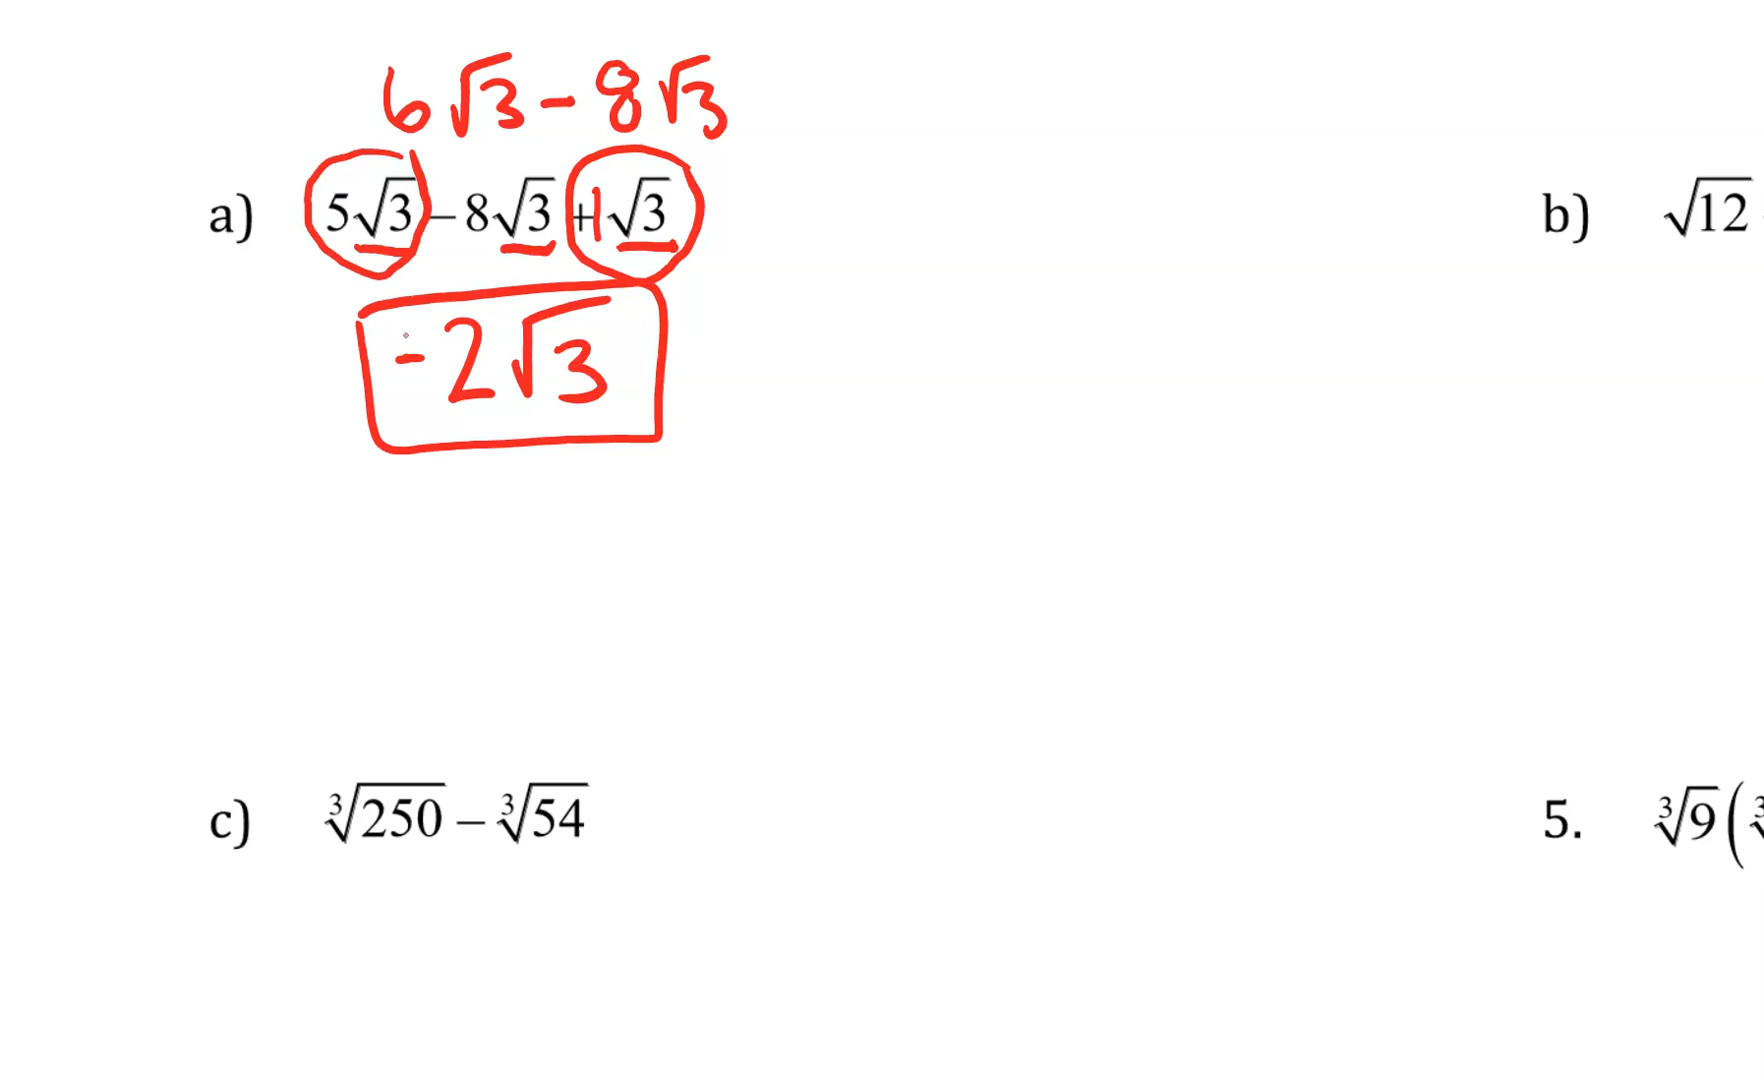 6√3 - 8√3
a) 5√3 – 8√3 + 1√3
b) √12
-2√3
c) ∛250 – ∛54
5. ∛9(